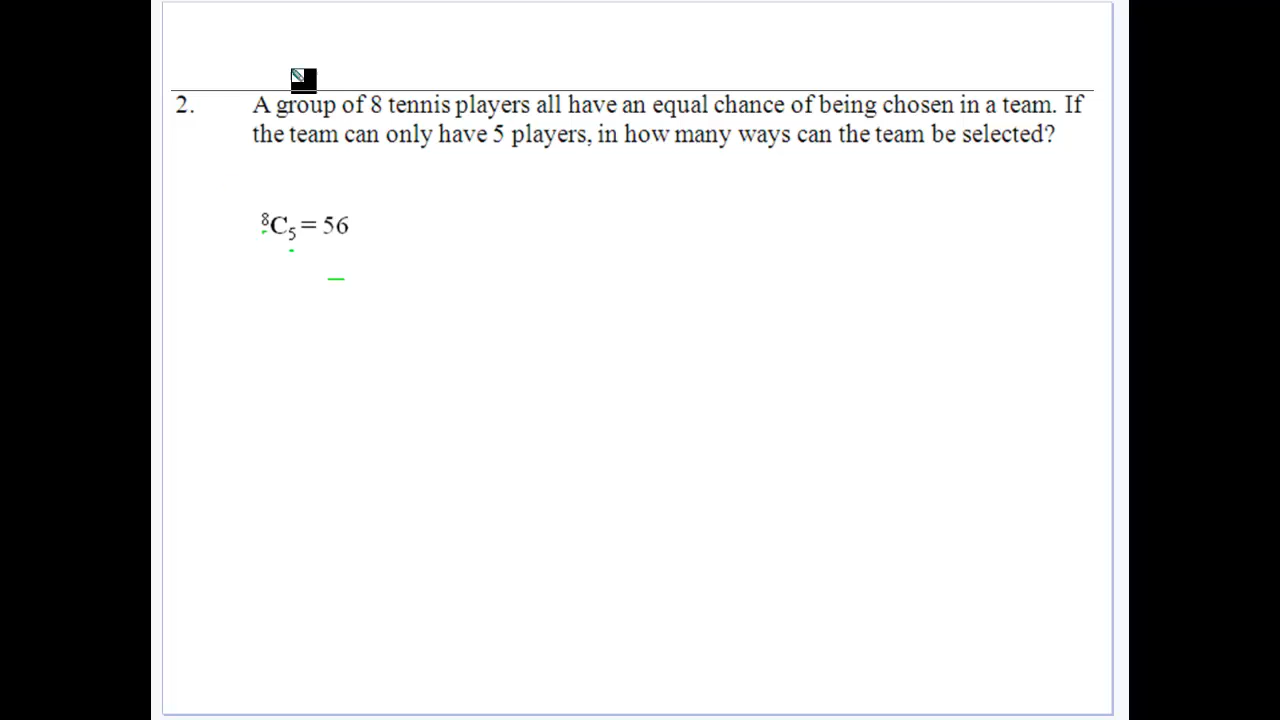 2. A group of 8 tennis players all have an equal chance of being chosen in a team. If
the team can only have 5 players, in how many ways can the team be selected?
⁸C₅ = 56